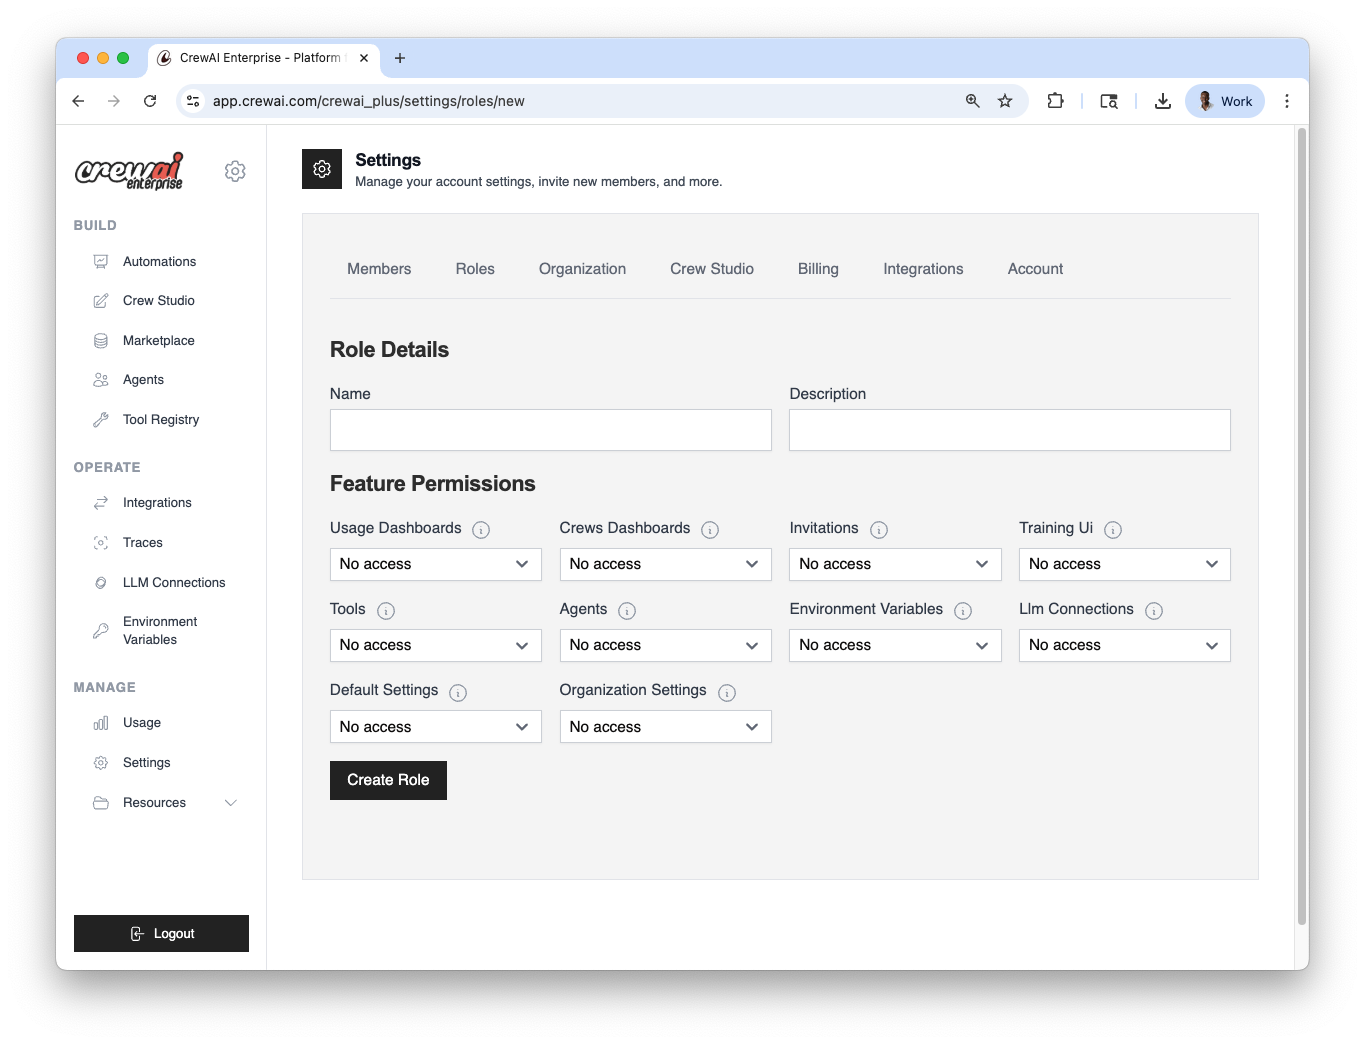 CrewAI Enterprise - Platform
app.crewai.com/crewai_plus/settings/roles/new
Work
crewai
enterprise
BUILD
Automations
Crew Studio
Marketplace
Agents
Tool Registry
OPERATE
Integrations
Traces
LLM Connections
Environment
Variables
MANAGE
Usage
Settings
Resources
Logout
Settings
Manage your account settings, invite new members, and more.
Members Roles Organization Crew Studio Billing Integrations Account
Role Details
Name Description
Feature Permissions
Usage Dashboards Crews Dashboards Invitations Training Ui
No access No access No access No access
Tools Agents Environment Variables Llm Connections
No access No access No access No access
Default Settings Organization Settings
No access No access
Create Role